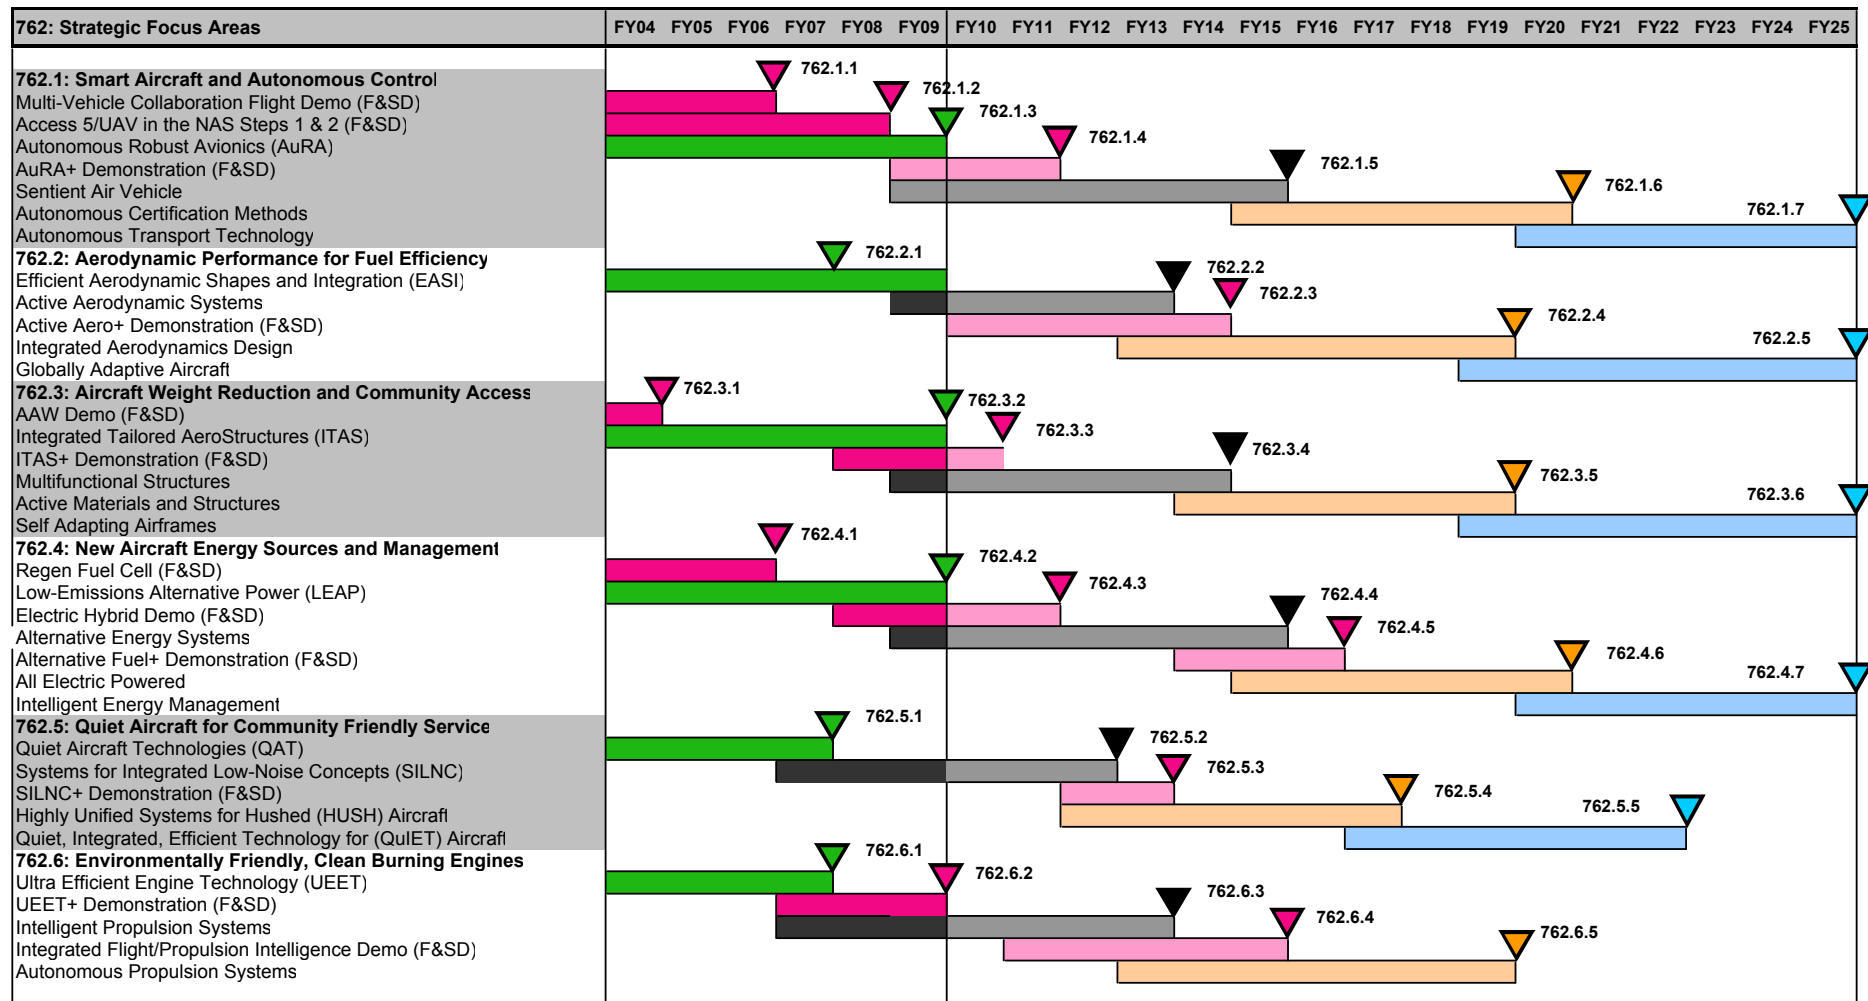 762: Strategic Focus Areas FY04 FY05 FY06 FY07 FY08 FY09 FY10 FY11 FY12 FY13 FY14 FY15 FY16 FY17 FY18 FY19 FY20 FY21 FY22 FY23 FY24 FY25
762.1: Smart Aircraft and Autonomous Control 762.1.1
Multi-Vehicle Collaboration Flight Demo (F&SD) 762.1.2
Access 5/UAV in the NAS Steps 1 & 2 (F&SD) 762.1.3
Autonomous Robust Avionics (AuRA) 762.1.4
AuRA+ Demonstration (F&SD) 762.1.5
Sentient Air Vehicle 762.1.6
Autonomous Certification Methods 762.1.7
Autonomous Transport Technology
762.2: Aerodynamic Performance for Fuel Efficiency 762.2.1
Efficient Aerodynamic Shapes and Integration (EASI) 762.2.2
Active Aerodynamic Systems 762.2.3
Active Aero+ Demonstration (F&SD) 762.2.4
Integrated Aerodynamics Design 762.2.5
Globally Adaptive Aircraft
762.3: Aircraft Weight Reduction and Community Access 762.3.1
AAW Demo (F&SD) 762.3.2
Integrated Tailored AeroStructures (ITAS) 762.3.3
ITAS+ Demonstration (F&SD) 762.3.4
Multifunctional Structures 762.3.5
Active Materials and Structures 762.3.6
Self Adapting Airframes
762.4: New Aircraft Energy Sources and Management 762.4.1
Regen Fuel Cell (F&SD) 762.4.2
Low-Emissions Alternative Power (LEAP) 762.4.3
Electric Hybrid Demo (F&SD) 762.4.4
Alternative Energy Systems 762.4.5
Alternative Fuel+ Demonstration (F&SD) 762.4.6
All Electric Powered 762.4.7
Intelligent Energy Management
762.5: Quiet Aircraft for Community Friendly Service 762.5.1
Quiet Aircraft Technologies (QAT) 762.5.2
Systems for Integrated Low-Noise Concepts (SILNC) 762.5.3
SILNC+ Demonstration (F&SD) 762.5.4
Highly Unified Systems for Hushed (HUSH) Aircraft 762.5.5
Quiet, Integrated, Efficient Technology for (QuIET) Aircraft
762.6: Environmentally Friendly, Clean Burning Engines 762.6.1
Ultra Efficient Engine Technology (UEET) 762.6.2
UEET+ Demonstration (F&SD) 762.6.3
Intelligent Propulsion Systems 762.6.4
Integrated Flight/Propulsion Intelligence Demo (F&SD) 762.6.5
Autonomous Propulsion Systems